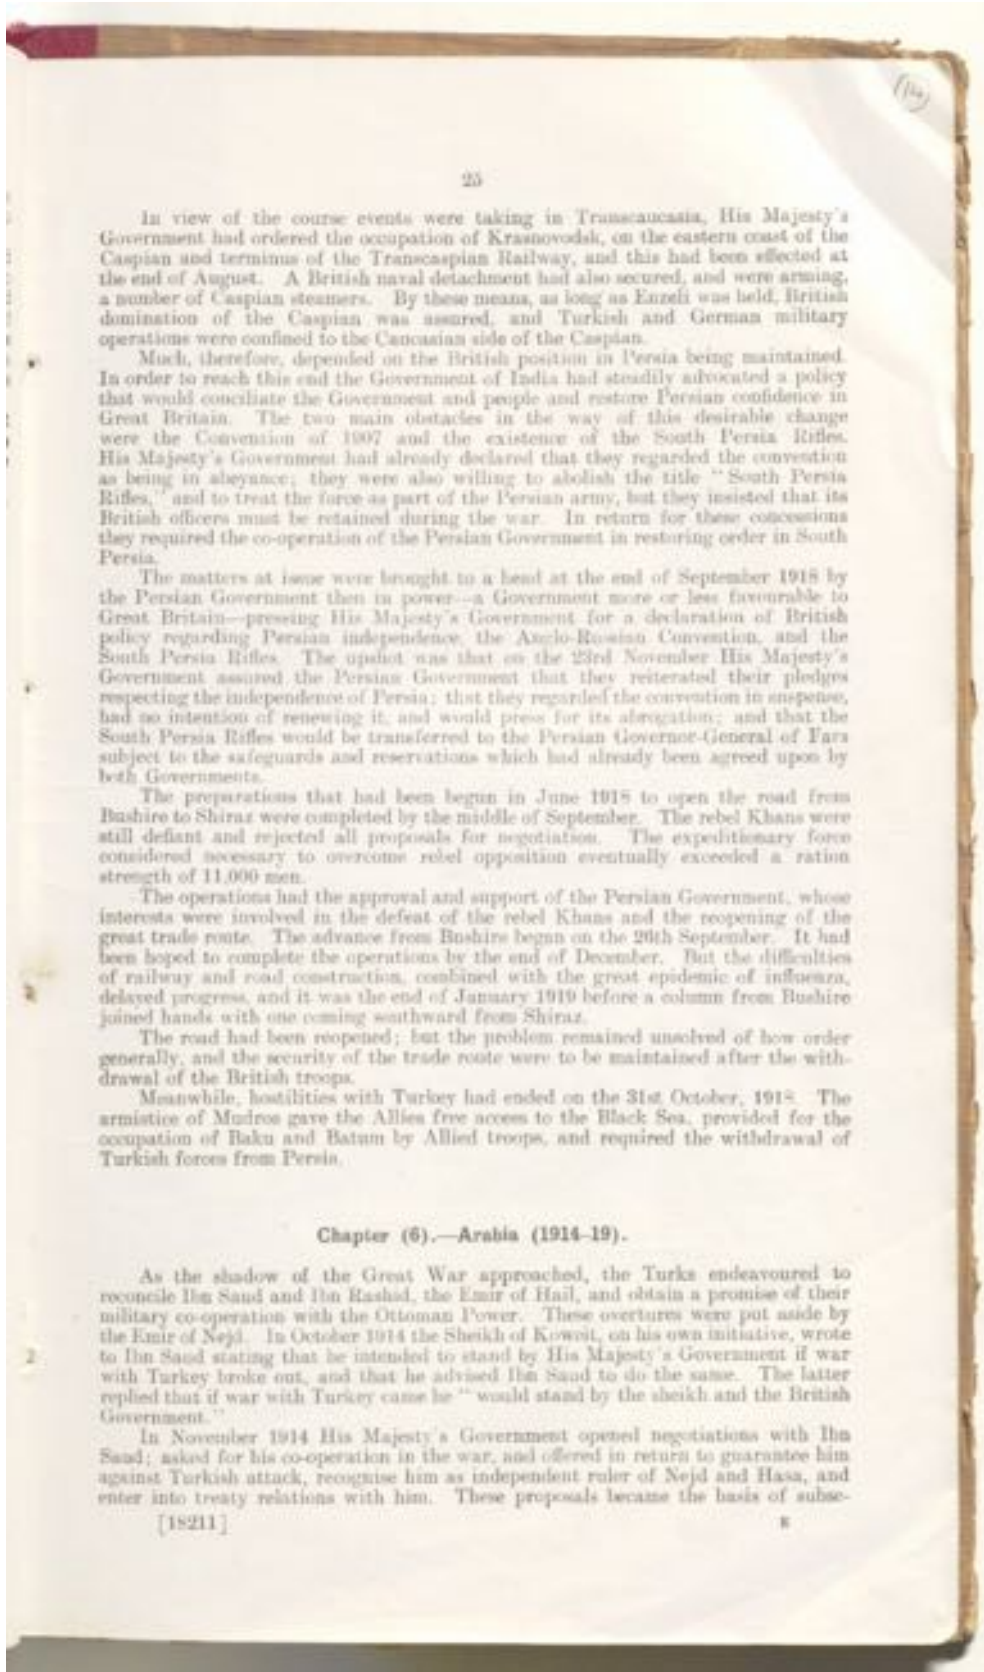 25
In view of the course events were taking in Transcaucasia, His Majesty's
Government had ordered the occupation of Krasnovodsk, on the eastern coast of the
Caspian and terminus of the Transcaspian Railway, and this had been effected at
the end of August. A British naval detachment had also secured, and were arming,
a number of Caspian steamers. By these means, as long as Enzeli was held, British
domination of the Caspian was assured, and Turkish and German military
operations were confined to the Caucasian side of the Caspian.
Much, therefore, depended on the British position in Persia being maintained.
In order to reach this end the Government of India had steadily advocated a policy
that would conciliate the Government and people and restore Persian confidence in
Great Britain. The two main obstacles in the way of this desirable change
were the Convention of 1907 and the existence of the South Persia Rifles.
His Majesty's Government had already declared that they regarded the convention
as being in abeyance; they were also willing to abolish the title "South Persia
Rifles," and to treat the force as part of the Persian army, but they insisted that its
British officers must be retained during the war. In return for these concessions
they required the co-operation of the Persian Government in restoring order in South
Persia.
The matters at issue were brought to a head at the end of September 1918 by
the Persian Government then in power—a Government more or less favourable to
Great Britain—pressing His Majesty's Government for a declaration of British
policy regarding Persian independence, the Anglo-Russian Convention, and the
South Persia Rifles. The upshot was that on the 23rd November His Majesty's
Government assured the Persian Government that they reiterated their pledges
respecting the independence of Persia; that they regarded the convention in suspense,
had no intention of renewing it, and would press for its abrogation; and that the
South Persia Rifles would be transferred to the Persian Governor-General of Fars
subject to the safeguards and reservations which had already been agreed upon by
both Governments.
The preparations that had been begun in June 1918 to open the road from
Bushire to Shiraz were completed by the middle of September. The rebel Khans were
still defiant and rejected all proposals for negotiation. The expeditionary force
considered necessary to overcome rebel opposition eventually exceeded a ration
strength of 11,000 men.
The operations had the approval and support of the Persian Government, whose
interests were involved in the defeat of the rebel Khans and the reopening of the
great trade route. The advance from Bushire began on the 26th September. It had
been hoped to complete the operations by the end of December. But the difficulties
of railway and road construction, combined with the great epidemic of influenza,
delayed progress, and it was the end of January 1919 before a column from Bushire
joined hands with one coming southward from Shiraz.
The road had been reopened; but the problem remained unsolved of how order
generally, and the security of the trade route were to be maintained after the with-
drawal of the British troops.
Meanwhile, hostilities with Turkey had ended on the 31st October, 1918. The
armistice of Mudros gave the Allies free access to the Black Sea, provided for the
occupation of Baku and Batum by Allied troops, and required the withdrawal of
Turkish forces from Persia.
Chapter (6).—Arabia (1914-19).
As the shadow of the Great War approached, the Turks endeavoured to
reconcile Ibn Saud and Ibn Rashid, the Emir of Hail, and obtain a promise of their
military co-operation with the Ottoman Power. These overtures were put aside by
the Emir of Nejd. In October 1914 the Sheikh of Koweit, on his own initiative, wrote
to Ibn Saud stating that he intended to stand by His Majesty's Government if war
with Turkey broke out, and that he advised Ibn Saud to do the same. The latter
replied that if war with Turkey came he "would stand by the sheikh and the British
Government."
In November 1914 His Majesty's Government opened negotiations with Ibn
Saud; asked for his co-operation in the war, and offered in return to guarantee him
against Turkish attack, recognise him as independent ruler of Nejd and Hasa, and
enter into treaty relations with him. These proposals became the basis of subse-
[18211]
2